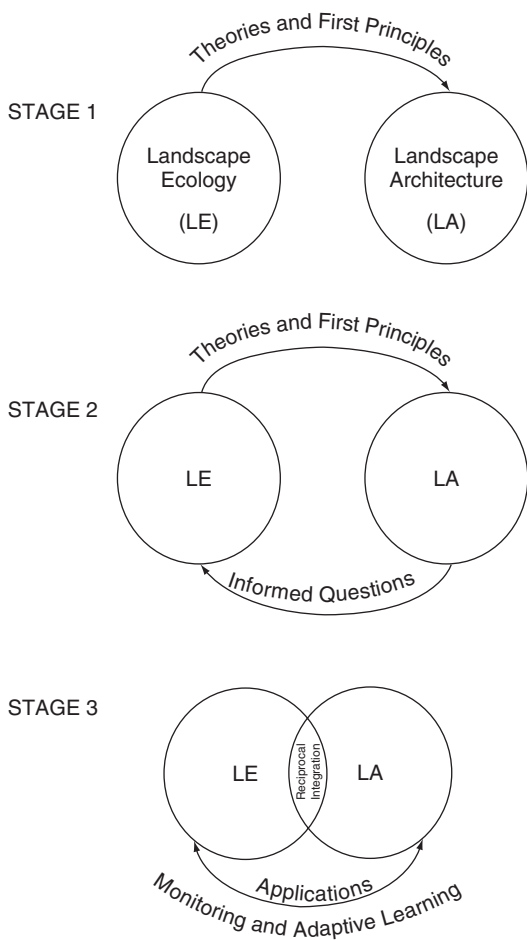 Theories and First Principles
STAGE 1
Landscape
Ecology
(LE)
Landscape
Architecture
(LA)
Theories and First Principles
STAGE 2
LE
LA
Informed Questions
STAGE 3
LE
Reciprocal
Integration
LA
Applications
Monitoring and Adaptive Learning